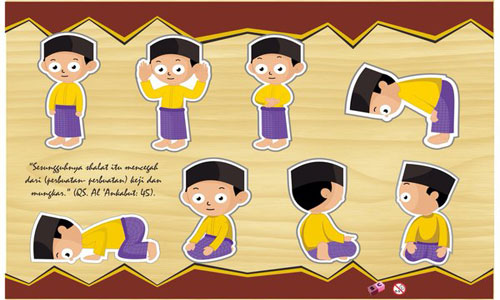 "Sesungguhnya shalat itu mencegah
dari (perbuatan- perbuatan) keji dan
mungkar." (QS. Al 'Ankabut: 45).